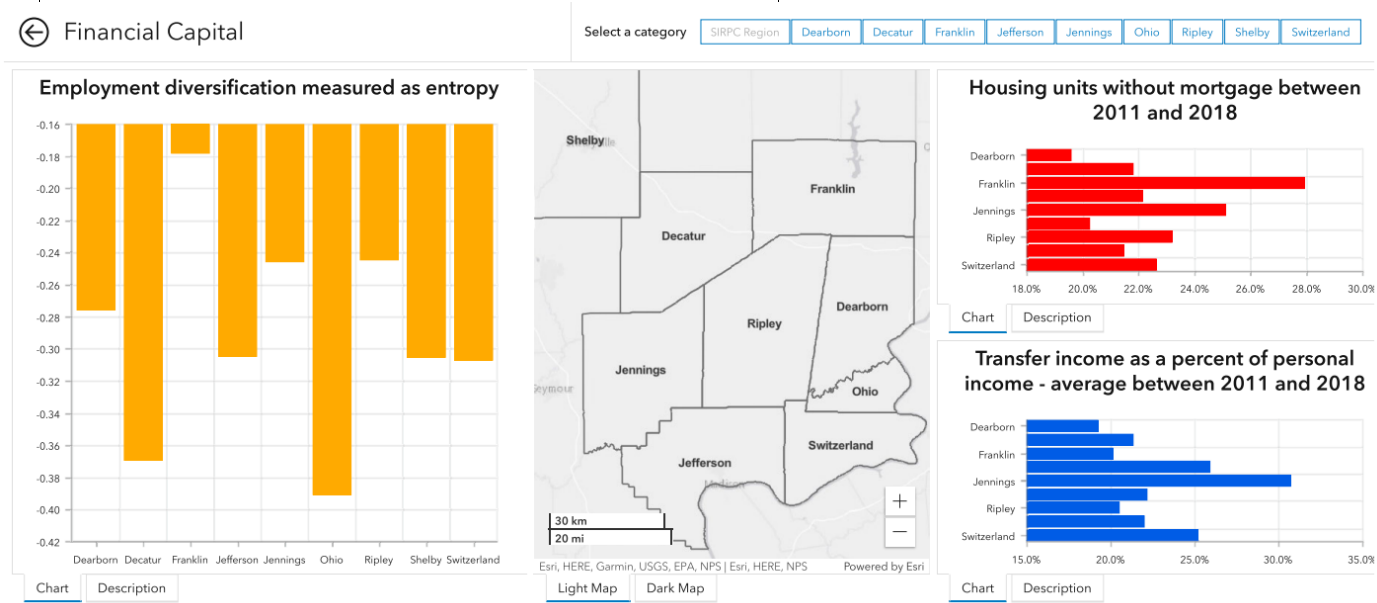 Financial Capital
Select a category
SIRPC Region
Dearborn
Decatur
Franklin
Jefferson
Jennings
Ohio
Ripley
Shelby
Switzerland
Employment diversification measured as entropy
-0.16
-0.18
-0.20
-0.22
-0.24
-0.26
-0.28
-0.30
-0.32
-0.34
-0.36
-0.38
-0.40
-0.42
Dearborn Decatur Franklin Jefferson Jennings Ohio Ripley Shelby Switzerland
Chart
Description
Shelby
Franklin
Decatur
Dearborn
Ripley
Jennings
Seymour
Ohio
Switzerland
Jefferson
Madison
+
−
30 km
20 mi
Esri, HERE, Garmin, USGS, EPA, NPS | Esri, HERE, NPS
Powered by Esri
Light Map
Dark Map
Housing units without mortgage between
2011 and 2018
Dearborn
Franklin
Jennings
Ripley
Switzerland
18.0% 20.0% 22.0% 24.0% 26.0% 28.0% 30.0%
Chart
Description
Transfer income as a percent of personal
income - average between 2011 and 2018
Dearborn
Franklin
Jennings
Ripley
Switzerland
15.0% 20.0% 25.0% 30.0% 35.0%
Chart
Description